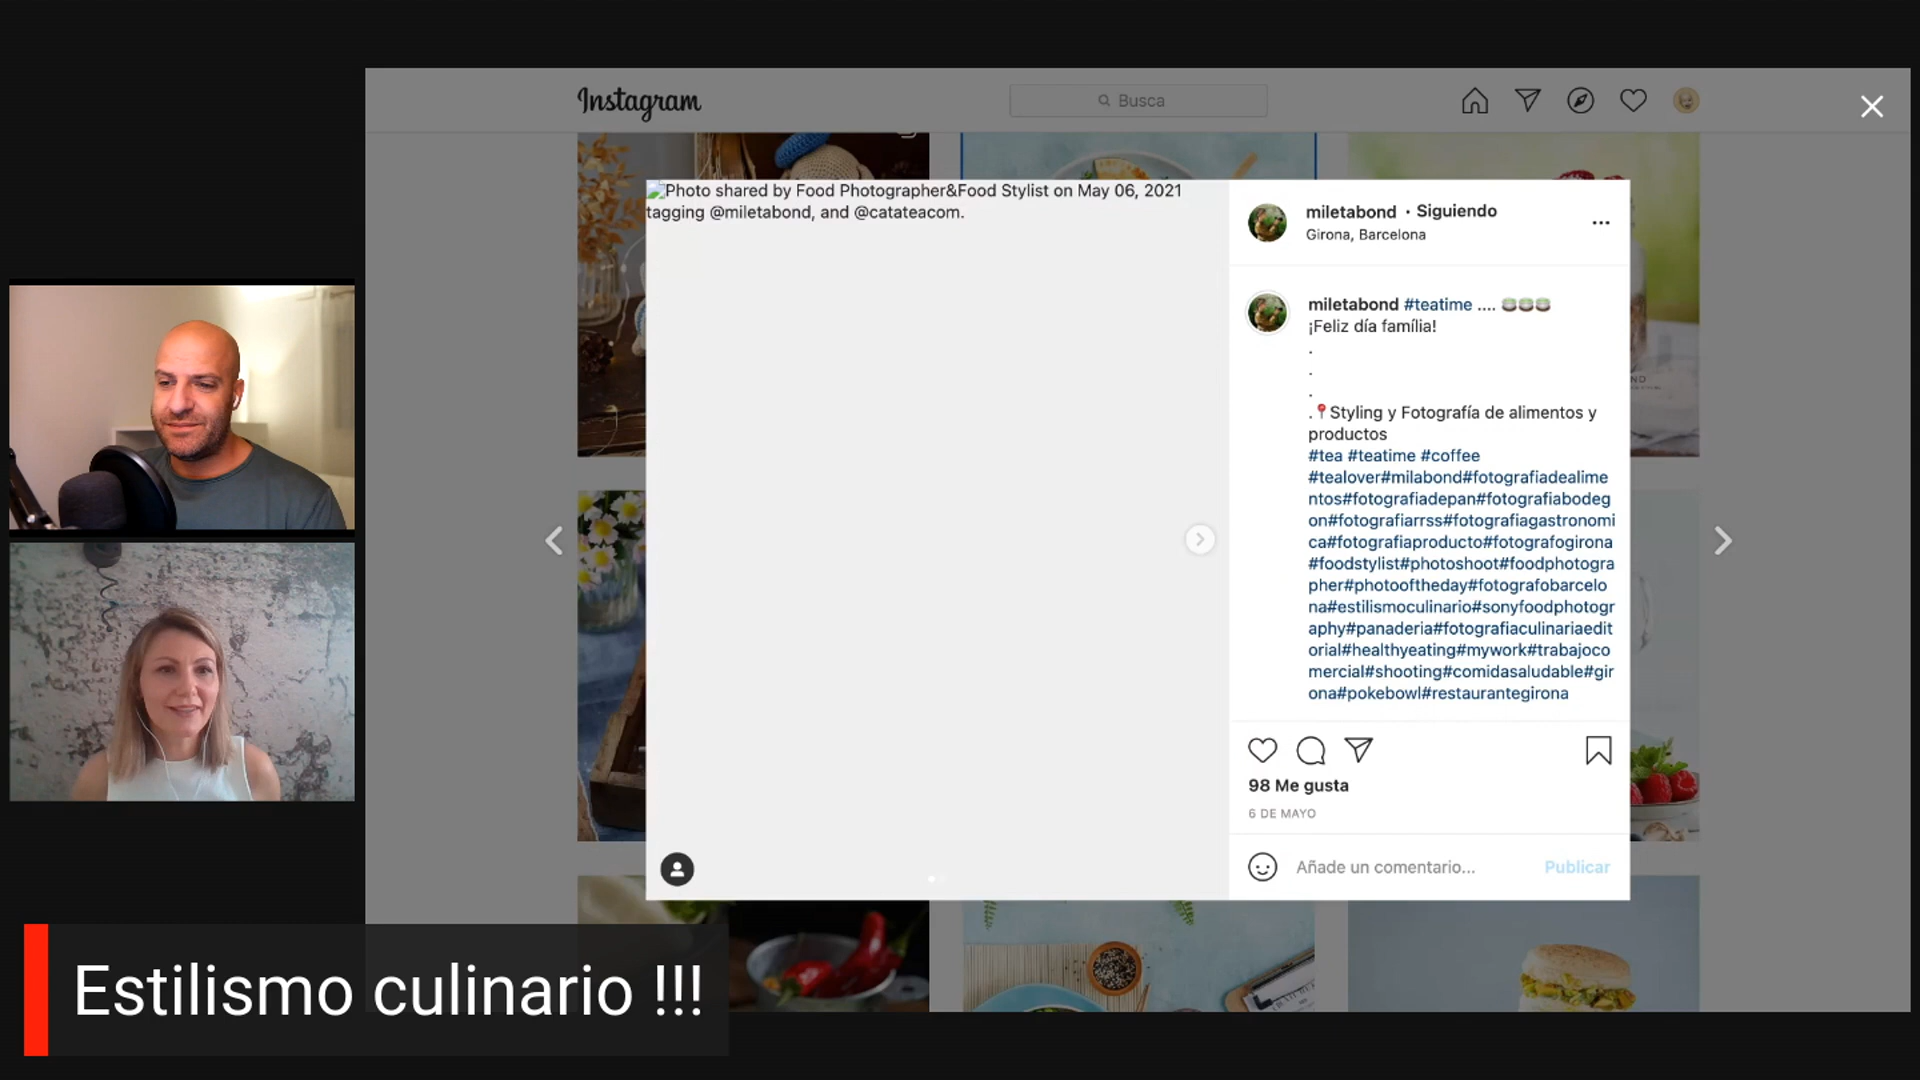 Instagram
Busca
Photo shared by Food Photographer&Food Stylist on May 06, 2021
tagging @miletabond, and @catateacom.
miletabond • Siguiendo
Girona, Barcelona
miletabond #teatime .... 🍵🍵🍵
¡Feliz día família!
.
.
.
.📍Styling y Fotografía de alimentos y
productos
#tea #teatime #coffee
#tealover#milabond#fotografiadealime
ntos#fotografiadepan#fotografiabodeg
on#fotografiarrss#fotografiagastronomi
ca#fotografiaproducto#fotografogirona
#foodstylist#photoshoot#foodphotogra
pher#photooftheday#fotografobarcelo
na#estilismoculinario#sonyfoodphotogr
aphy#panaderia#fotografiaculinariaedit
orial#healthyeating#mywork#trabajoco
mercial#shooting#comidasaludable#gir
ona#pokebowl#restaurantegirona
98 Me gusta
6 DE MAYO
Añade un comentario...
Publicar
Estilismo culinario !!!